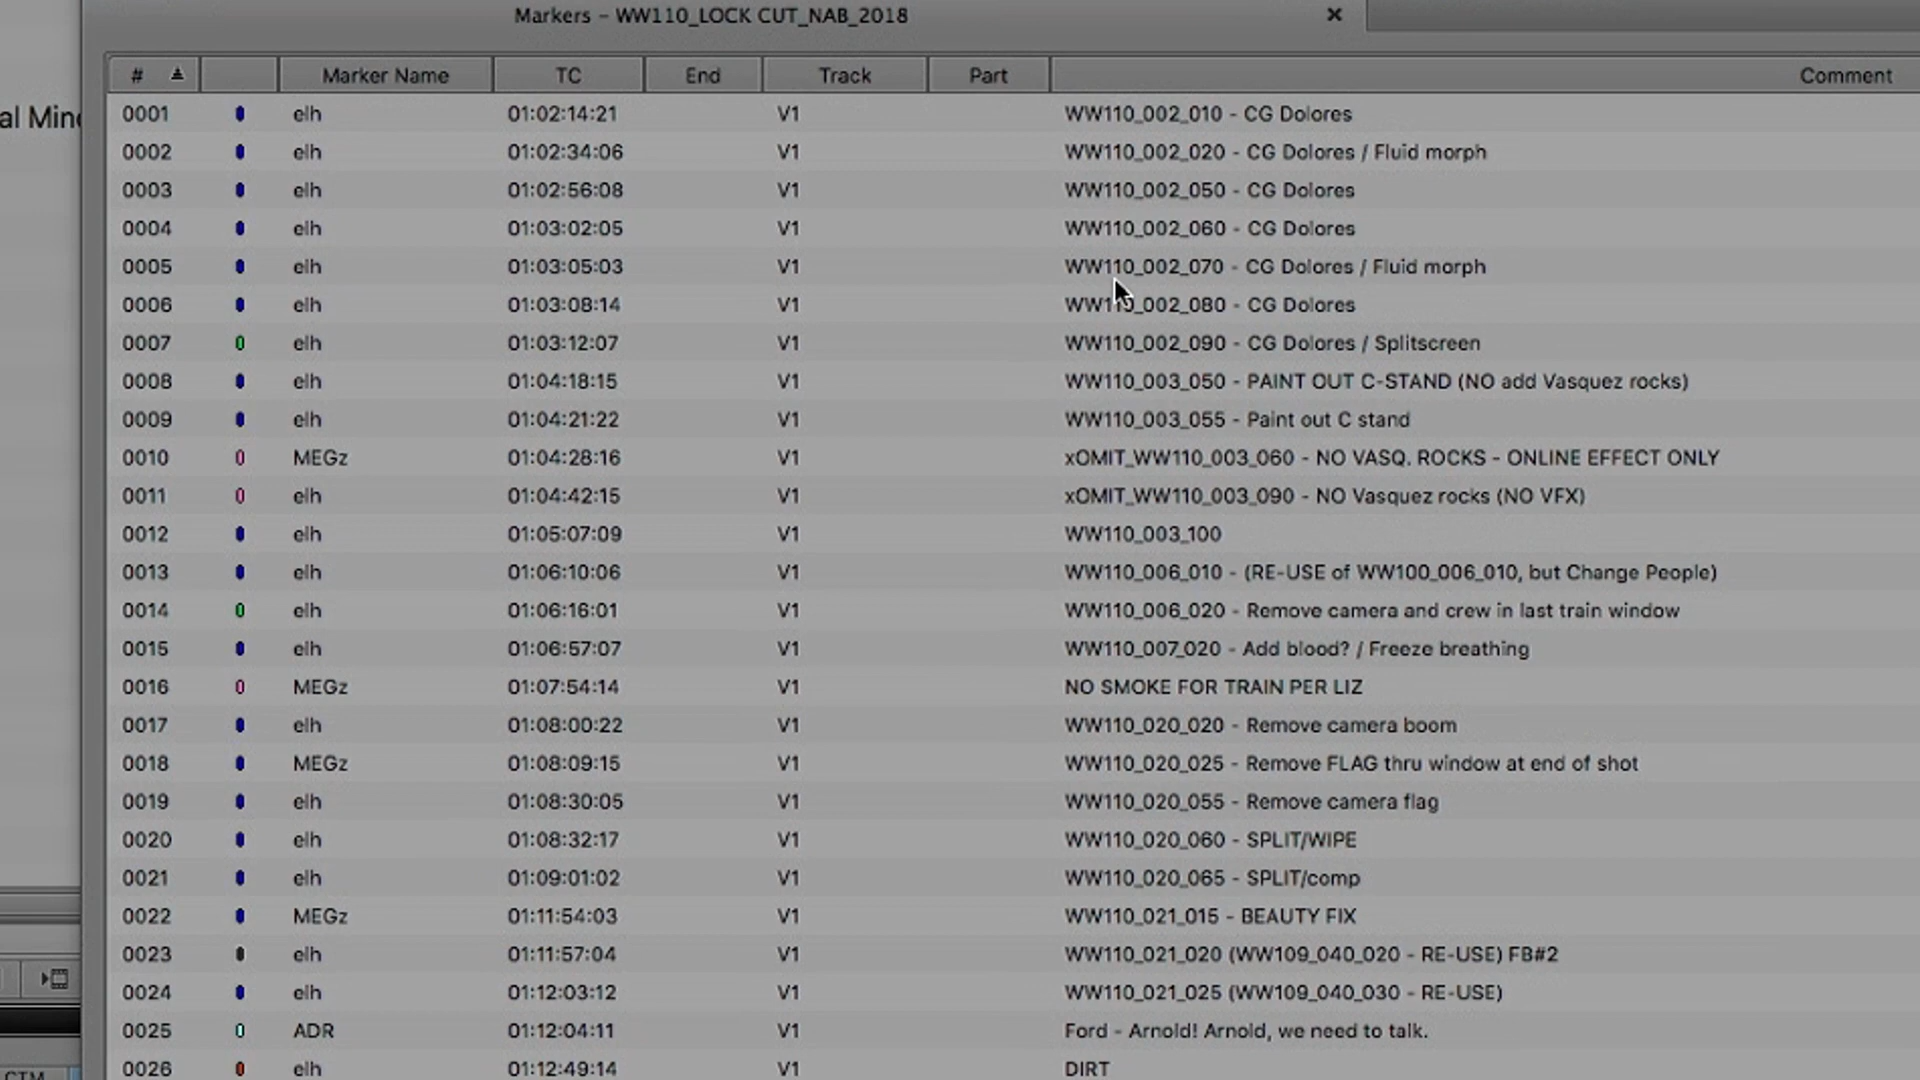 Markers - WW110_LOCK CUT_NAB_2018
# Marker Name TC End Track Part Comment
al Min
0001 elh 01:02:14:21 V1 WW110_002_010 - CG Dolores
0002 elh 01:02:34:06 V1 WW110_002_020 - CG Dolores / Fluid morph
0003 elh 01:02:56:08 V1 WW110_002_050 - CG Dolores
0004 elh 01:03:02:05 V1 WW110_002_060 - CG Dolores
0005 elh 01:03:05:03 V1 WW110_002_070 - CG Dolores / Fluid morph
0006 elh 01:03:08:14 V1 WW110_002_080 - CG Dolores
0007 elh 01:03:12:07 V1 WW110_002_090 - CG Dolores / Splitscreen
0008 elh 01:04:18:15 V1 WW110_003_050 - PAINT OUT C-STAND (NO add Vasquez rocks)
0009 elh 01:04:21:22 V1 WW110_003_055 - Paint out C stand
0010 MEGz 01:04:28:16 V1 xOMIT_WW110_003_060 - NO VASQ. ROCKS - ONLINE EFFECT ONLY
0011 elh 01:04:42:15 V1 xOMIT_WW110_003_090 - NO Vasquez rocks (NO VFX)
0012 elh 01:05:07:09 V1 WW110_003_100
0013 elh 01:06:10:06 V1 WW110_006_010 - (RE-USE of WW100_006_010, but Change People)
0014 elh 01:06:16:01 V1 WW110_006_020 - Remove camera and crew in last train window
0015 elh 01:06:57:07 V1 WW110_007_020 - Add blood? / Freeze breathing
0016 MEGz 01:07:54:14 V1 NO SMOKE FOR TRAIN PER LIZ
0017 elh 01:08:00:22 V1 WW110_020_020 - Remove camera boom
0018 MEGz 01:08:09:15 V1 WW110_020_025 - Remove FLAG thru window at end of shot
0019 elh 01:08:30:05 V1 WW110_020_055 - Remove camera flag
0020 elh 01:08:32:17 V1 WW110_020_060 - SPLIT/WIPE
0021 elh 01:09:01:02 V1 WW110_020_065 - SPLIT/comp
0022 MEGz 01:11:54:03 V1 WW110_021_015 - BEAUTY FIX
0023 elh 01:11:57:04 V1 WW110_021_020 (WW109_040_020 - RE-USE) FB#2
0024 elh 01:12:03:12 V1 WW110_021_025 (WW109_040_030 - RE-USE)
0025 ADR 01:12:04:11 V1 Ford - Arnold! Arnold, we need to talk.
0026 elh 01:12:49:14 V1 DIRT